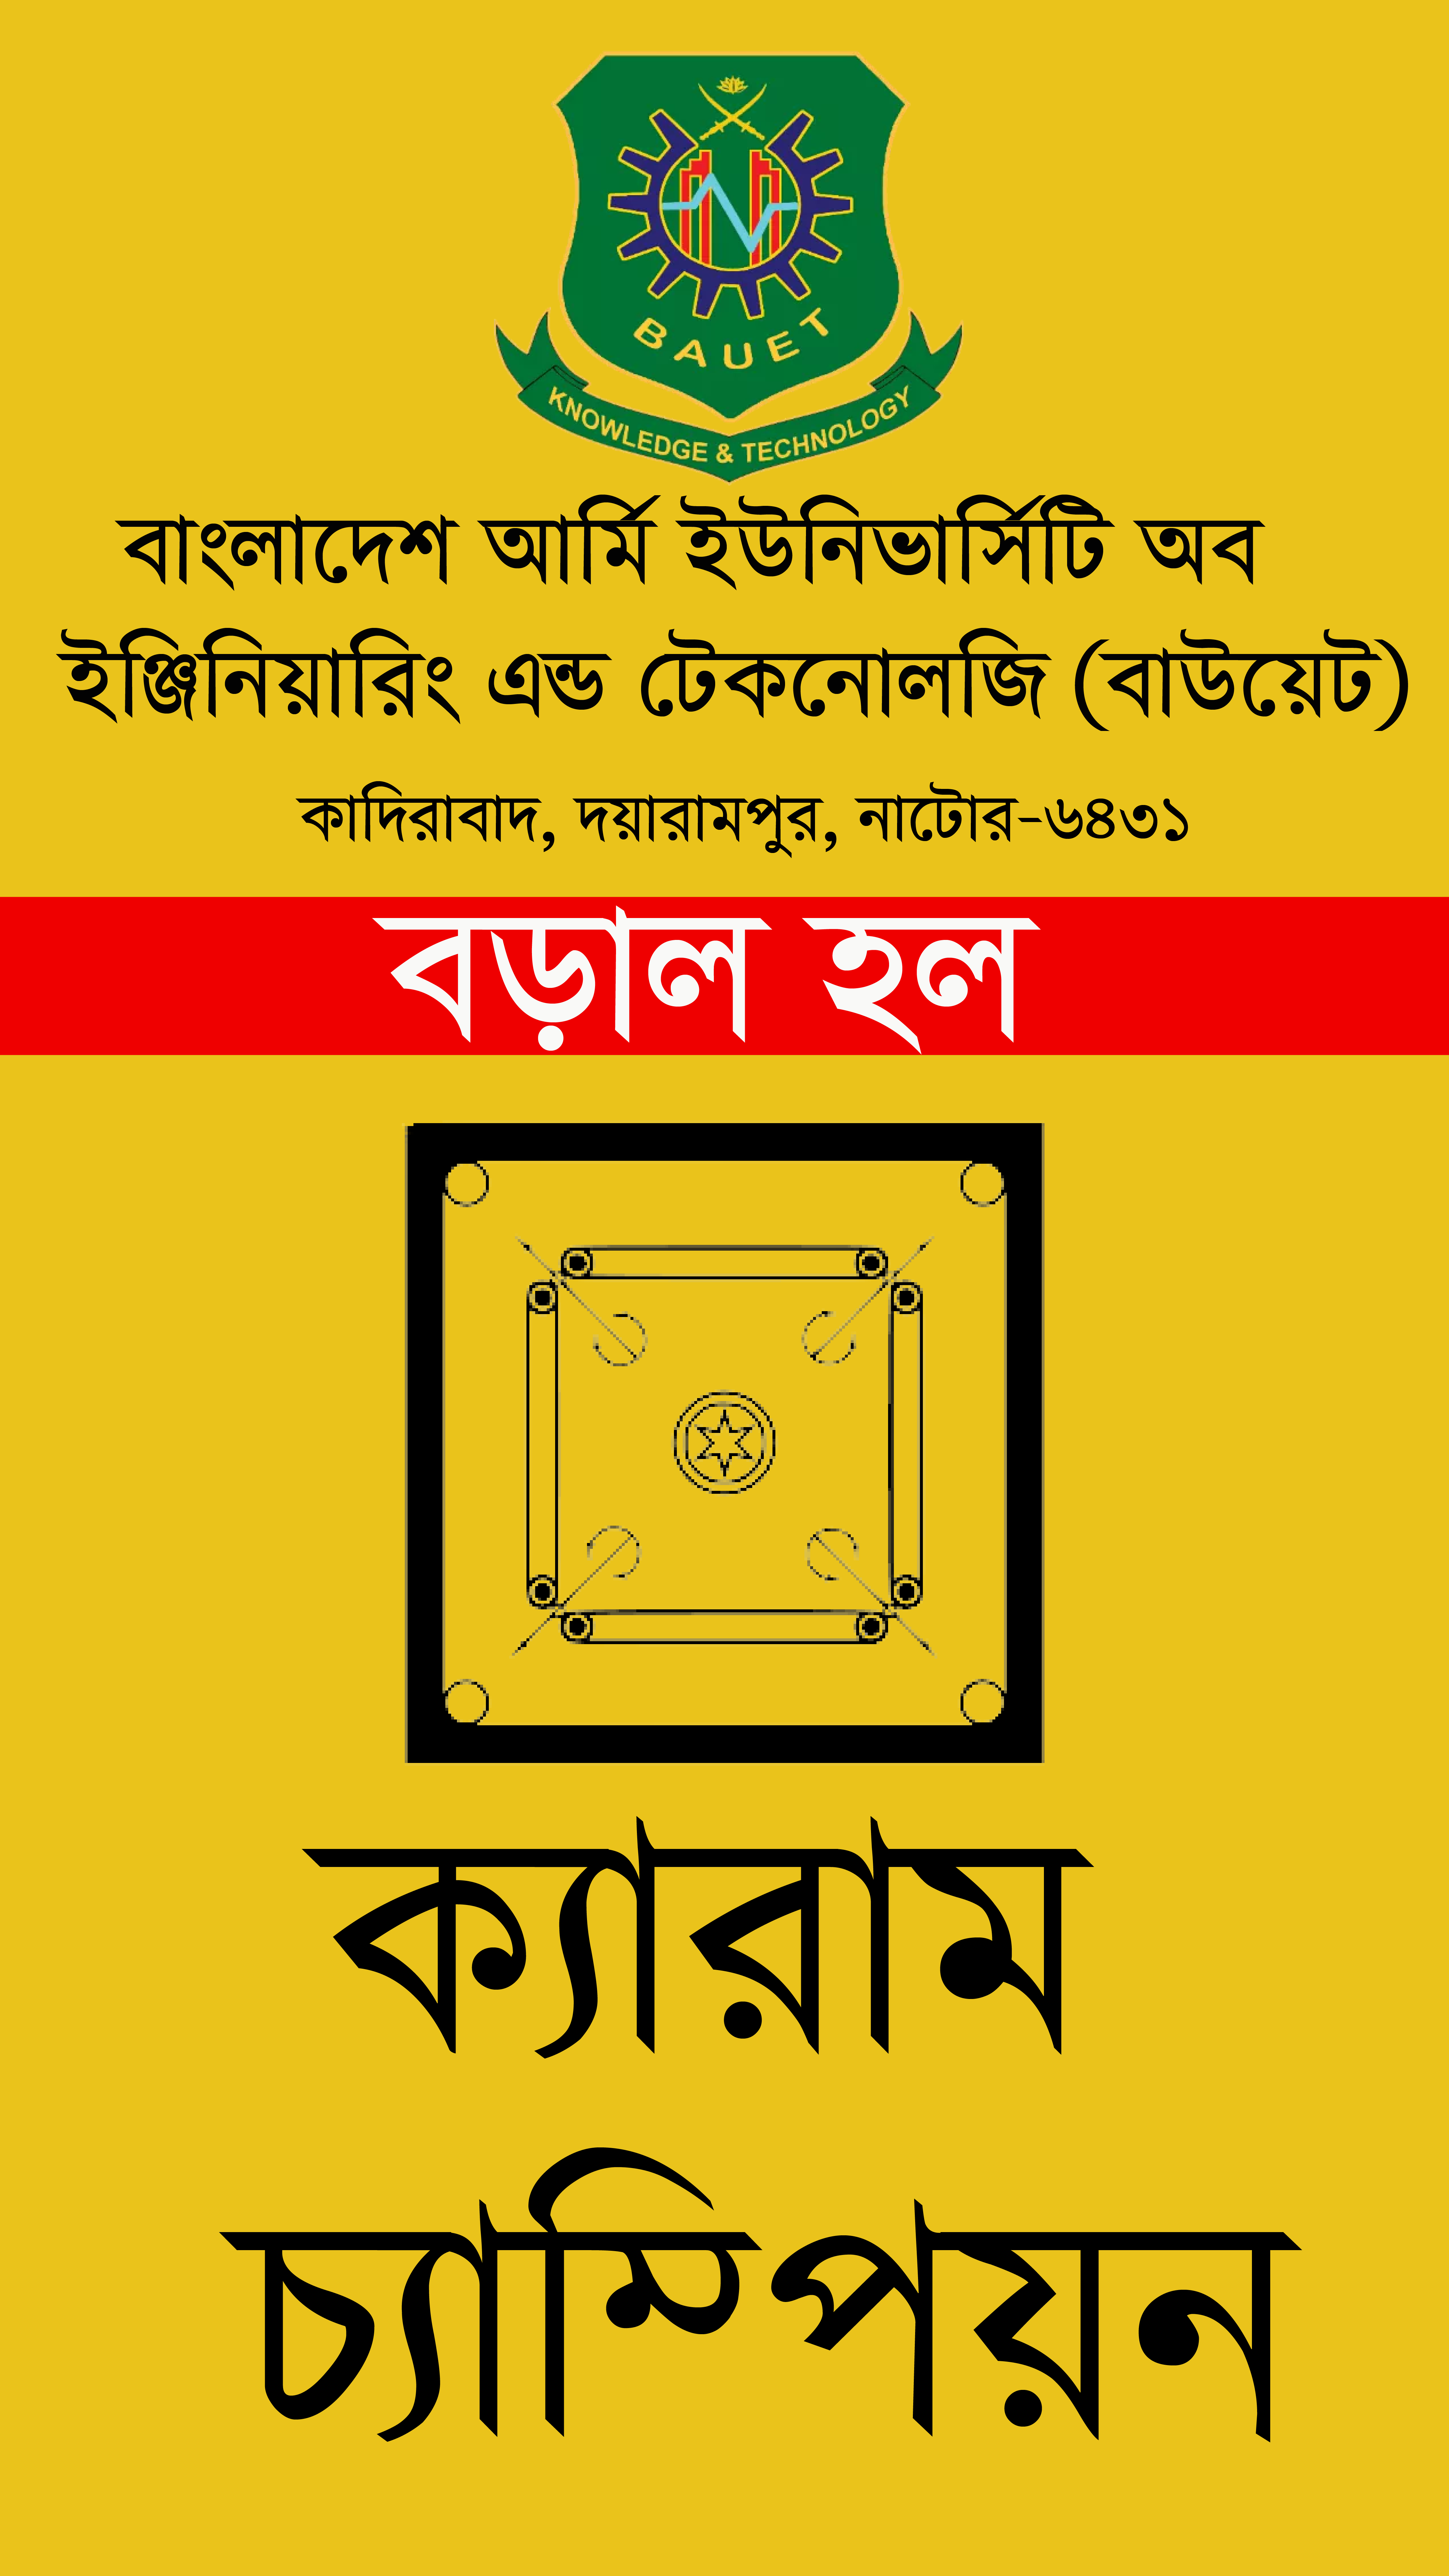 BAUET
KNOWLEDGE & TECHNOLOGY
বাংলাদেশ আর্মি ইউনিভার্সিটি অব
ইঞ্জিনিয়ারিং এন্ড টেকনোলজি (বাউয়েট)
কাদিরাবাদ, দয়ারামপুর, নাটোর-৬৪৩১
বড়াল হল
ক্যারাম
চ্যাম্পিয়ন